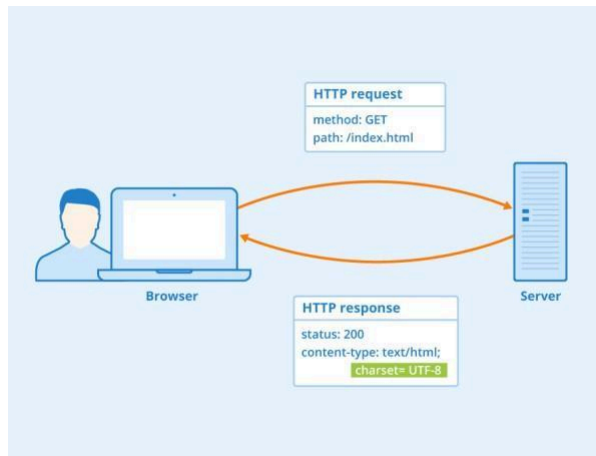 HTTP request
method: GET
path: /index.html
Browser
Server
HTTP response
status: 200
content-type: text/html;
charset= UTF-8